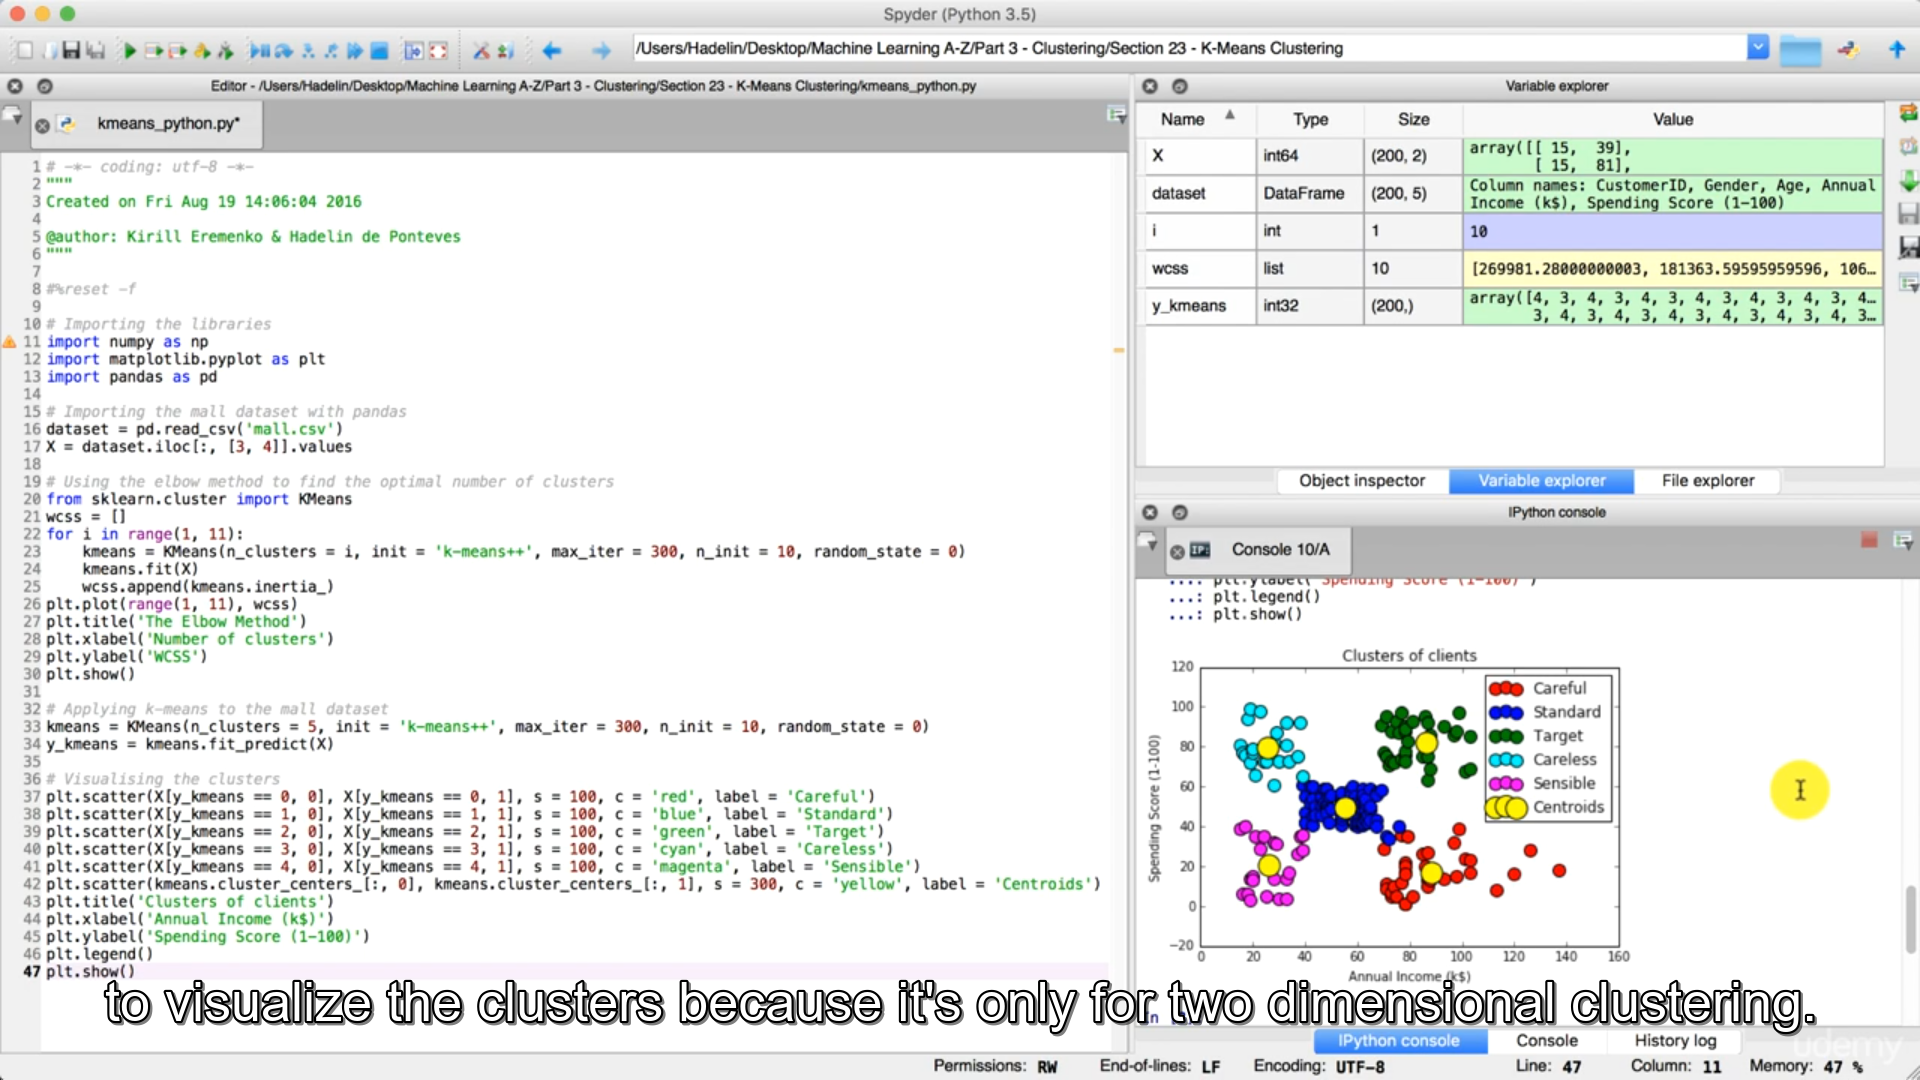 Spyder (Python 3.5)
/Users/Hadelin/Desktop/Machine Learning A-Z/Part 3 - Clustering/Section 23 - K-Means Clustering
Editor - /Users/Hadelin/Desktop/Machine Learning A-Z/Part 3 - Clustering/Section 23 - K-Means Clustering/kmeans_python.py
kmeans_python.py*
1 # -*- coding: utf-8 -*-
2 """
3 Created on Fri Aug 19 14:06:04 2016
4
5 @author: Kirill Eremenko & Hadelin de Ponteves
6 """
7
8 #%reset -f
9
10 # Importing the libraries
11 import numpy as np
12 import matplotlib.pyplot as plt
13 import pandas as pd
14
15 # Importing the mall dataset with pandas
16 dataset = pd.read_csv('mall.csv')
17 X = dataset.iloc[:, [3, 4]].values
18
19 # Using the elbow method to find the optimal number of clusters
20 from sklearn.cluster import KMeans
21 wcss = []
22 for i in range(1, 11):
23     kmeans = KMeans(n_clusters = i, init = 'k-means++', max_iter = 300, n_init = 10, random_state = 0)
24     kmeans.fit(X)
25     wcss.append(kmeans.inertia_)
26 plt.plot(range(1, 11), wcss)
27 plt.title('The Elbow Method')
28 plt.xlabel('Number of clusters')
29 plt.ylabel('WCSS')
30 plt.show()
31
32 # Applying k-means to the mall dataset
33 kmeans = KMeans(n_clusters = 5, init = 'k-means++', max_iter = 300, n_init = 10, random_state = 0)
34 y_kmeans = kmeans.fit_predict(X)
35
36 # Visualising the clusters
37 plt.scatter(X[y_kmeans == 0, 0], X[y_kmeans == 0, 1], s = 100, c = 'red', label = 'Careful')
38 plt.scatter(X[y_kmeans == 1, 0], X[y_kmeans == 1, 1], s = 100, c = 'blue', label = 'Standard')
39 plt.scatter(X[y_kmeans == 2, 0], X[y_kmeans == 2, 1], s = 100, c = 'green', label = 'Target')
40 plt.scatter(X[y_kmeans == 3, 0], X[y_kmeans == 3, 1], s = 100, c = 'cyan', label = 'Careless')
41 plt.scatter(X[y_kmeans == 4, 0], X[y_kmeans == 4, 1], s = 100, c = 'magenta', label = 'Sensible')
42 plt.scatter(kmeans.cluster_centers_[:, 0], kmeans.cluster_centers_[:, 1], s = 300, c = 'yellow', label = 'Centroids')
43 plt.title('Clusters of clients')
44 plt.xlabel('Annual Income (k$)')
45 plt.ylabel('Spending Score (1-100)')
46 plt.legend()
47 plt.show()
Variable explorer
Name Type Size Value
X int64 (200, 2) array([[ 15, 39],
[ 15, 81],
dataset DataFrame (200, 5) Column names: CustomerID, Gender, Age, Annual
Income (k$), Spending Score (1-100)
i int 1 10
wcss list 10 [269981.28000000003, 181363.59595959596, 106…
y_kmeans int32 (200,) array([4, 3, 4, 3, 4, 3, 4, 3, 4, 3, 4, 3, 4…
3, 4, 3, 4, 3, 4, 3, 4, 3, 4, 3, 4, 3…
Object inspector Variable explorer File explorer
IPython console
IP: Console 10/A
...: plt.ylabel('Spending Score (1-100)')
...: plt.legend()
...: plt.show()
Clusters of clients
120
100
80
60
40
20
0
-20
Spending Score (1-100)
Careful
Standard
Target
Careless
Sensible
Centroids
0 20 40 60 80 100 120 140 160
Annual Income (k$)
to visualize the clusters because it's only for two dimensional clustering.
IPython console Console History log
udemy
Permissions: RW End-of-lines: LF Encoding: UTF-8 Line: 47 Column: 11 Memory: 47 %